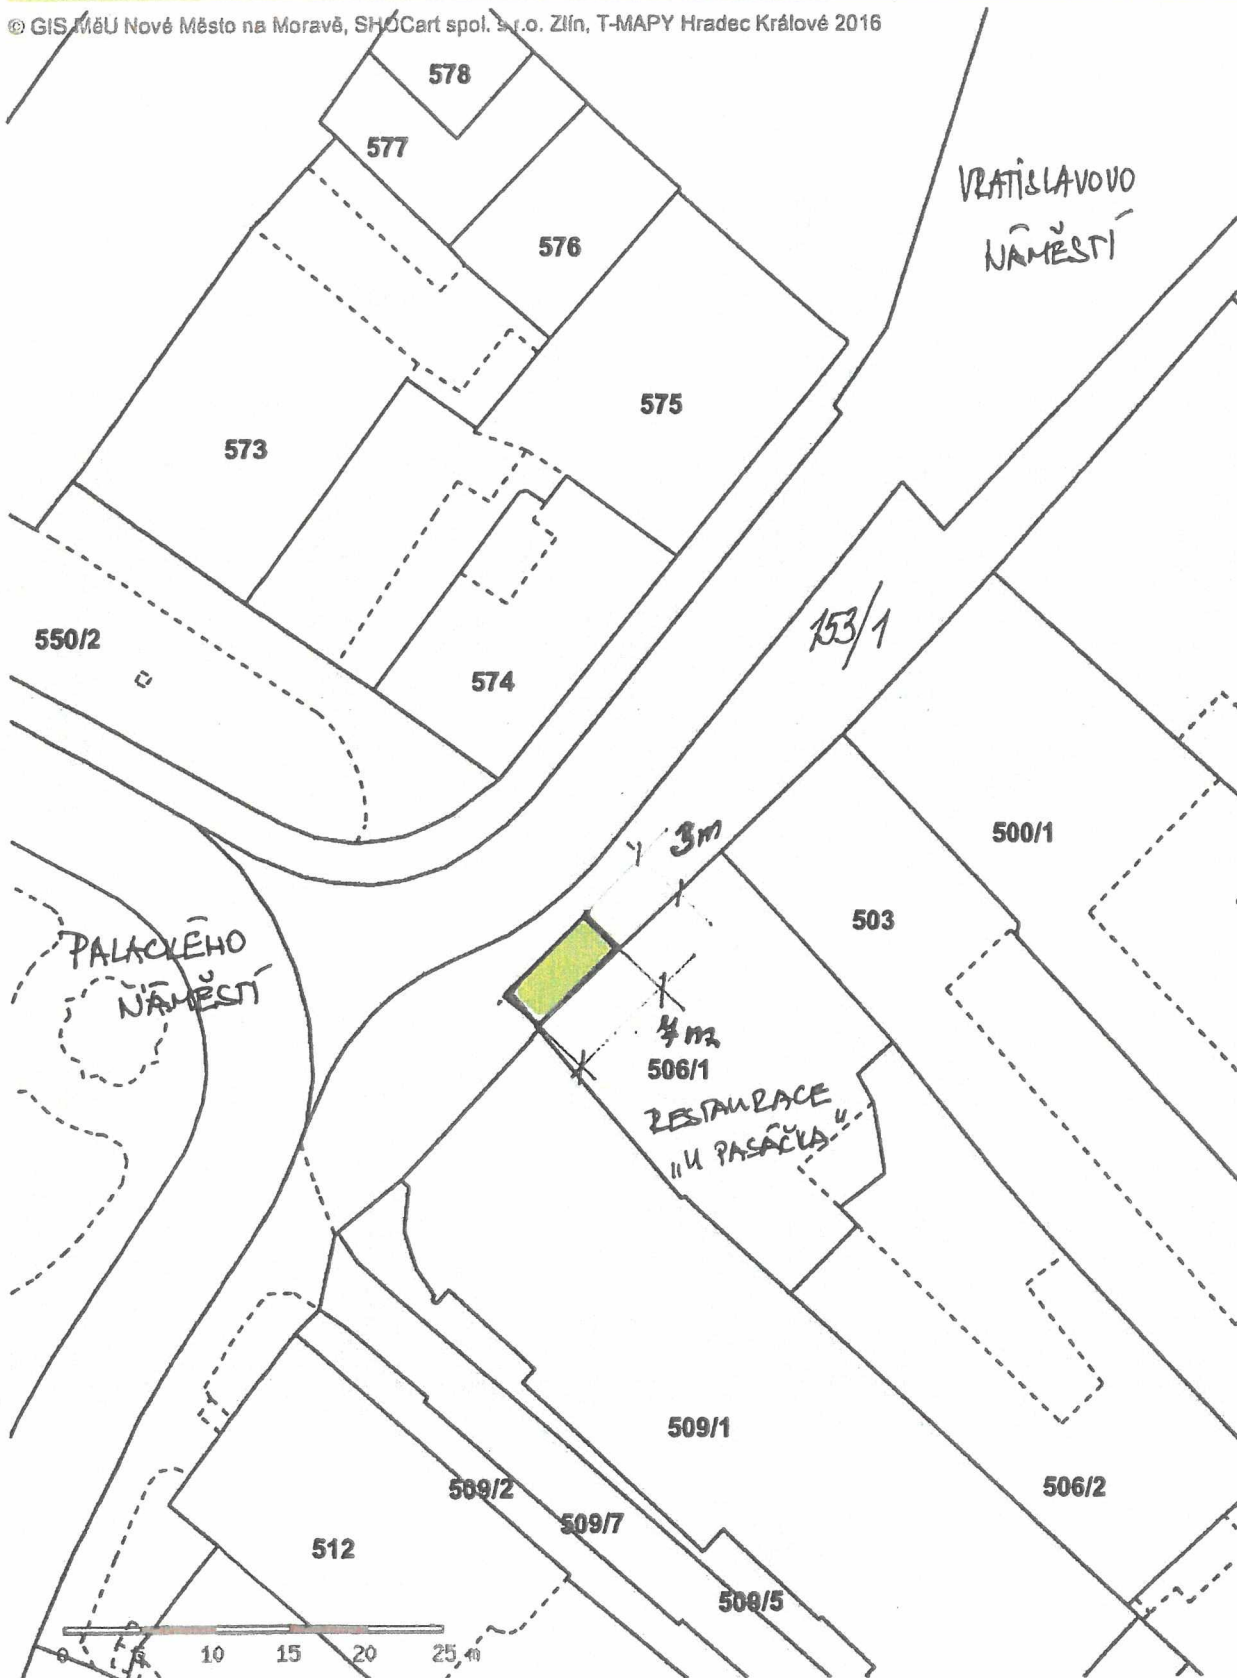 © GIS MěÚ Nové Město na Moravě, SHOCart spol. s r.o. Zlín, T-MAPY Hradec Králové 2016
578
577
VRATISLAVOVO
NÁMĚSTÍ
576
575
573
153/1
550/2
574
3m
500/1
503
PALACKÉHO
NÁMĚSTÍ
7m
506/1
RESTAURACE
„U PASÁČKA"
509/1
506/2
509/2
509/7
512
509/5
0 5 10 15 20 25 m